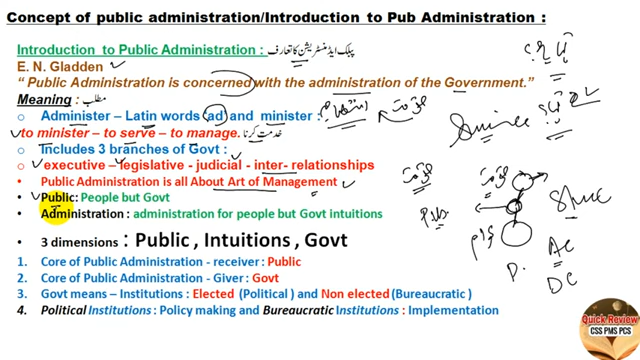 Concept of public administration/Introduction to Pub Administration :
Introduction to Public Administration : پبلک ایڈمنسٹریشن کا تعارف
E. N. Gladden
“ Public Administration is concerned with the administration of the Government.”
Meaning مطلب
Administer – Latin words (ad) and minister : انتظام حکومت
to minister – to serve – to manage. خدمت کرنا
Includes 3 branches of Govt:
executive – legislative - judicial - inter- relationships
Public Administration is all About Art of Management
Public: People but Govt
Administration: administration for people but Govt intuitions
3 dimensions : Public , Intuitions , Govt
1. Core of Public Administration - receiver : Public
2. Core of Public Administration - Giver : Govt
3. Govt means – Institutions : Elected (Political ) and Non elected (Bureaucratic )
4. Political Institutions : Policy making and Bureaucratic Institutions : Implementation
Science
حکومت
حکومت
عوام
AC
D.
DC
Quick Review
CSS PMS PCS